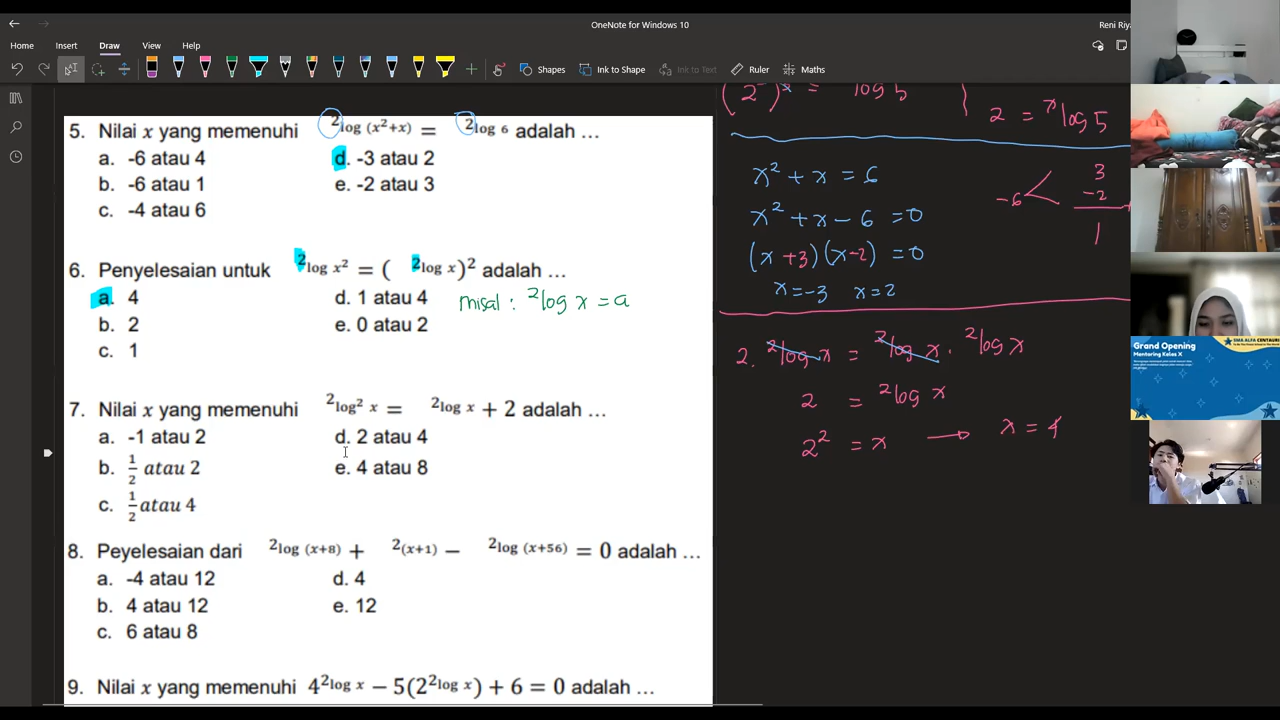 OneNote for Windows 10
Reni Riya
Home Insert Draw View Help
Shapes Ink to Shape Ink to Text Ruler Maths
5. Nilai x yang memenuhi ²log (x²+x) = ²log 6 adalah ...
a. -6 atau 4 d. -3 atau 2
b. -6 atau 1 e. -2 atau 3
c. -4 atau 6
6. Penyelesaian untuk ²log x² = ( ²log x)² adalah ...
a. 4 d. 1 atau 4
misal : ²log x = a
b. 2 e. 0 atau 2
c. 1
7. Nilai x yang memenuhi ²log² x = ²log x + 2 adalah ...
a. -1 atau 2 d. 2 atau 4
b. 1/2 atau 2 e. 4 atau 8
c. 1/2 atau 4
8. Peyelesaian dari ²log (x+8) + ²(x+1) − ²log (x+56) = 0 adalah ...
a. -4 atau 12 d. 4
b. 4 atau 12 e. 12
c. 6 atau 8
9. Nilai x yang memenuhi 4^²log x − 5(2^²log x) + 6 = 0 adalah ...
log 5
2 = ⁷log 5
x² + x = 6
x² + x − 6 = 0
(x +3)(x−2) = 0
x = −3 x = 2
−6 < 3
−2
1
2. ²log x = ²log x . ²log x
2 = ²log x
2² = x → x = 4
Grand Opening
Mentoring Kelas X
SMA ALFA CENTAURI